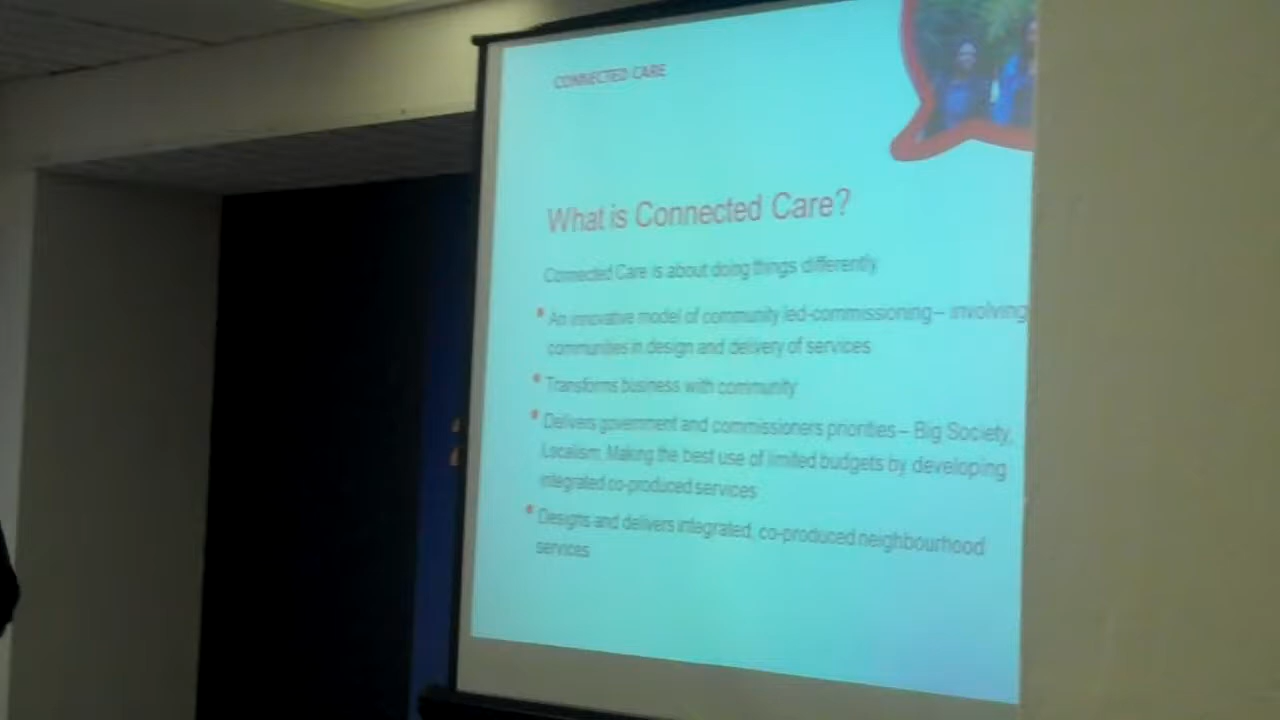 CONNECTED CARE
What is Connected Care?
Connected Care is about doing things differently
An innovative model of community led-commissioning – involving
communities in design and delivery of services
Transforms business with community
Delivers government and commissioners priorities – Big Society,
Localism. Making the best use of limited budgets by developing
integrated co-produced services
Designs and delivers integrated, co-produced neighbourhood
services